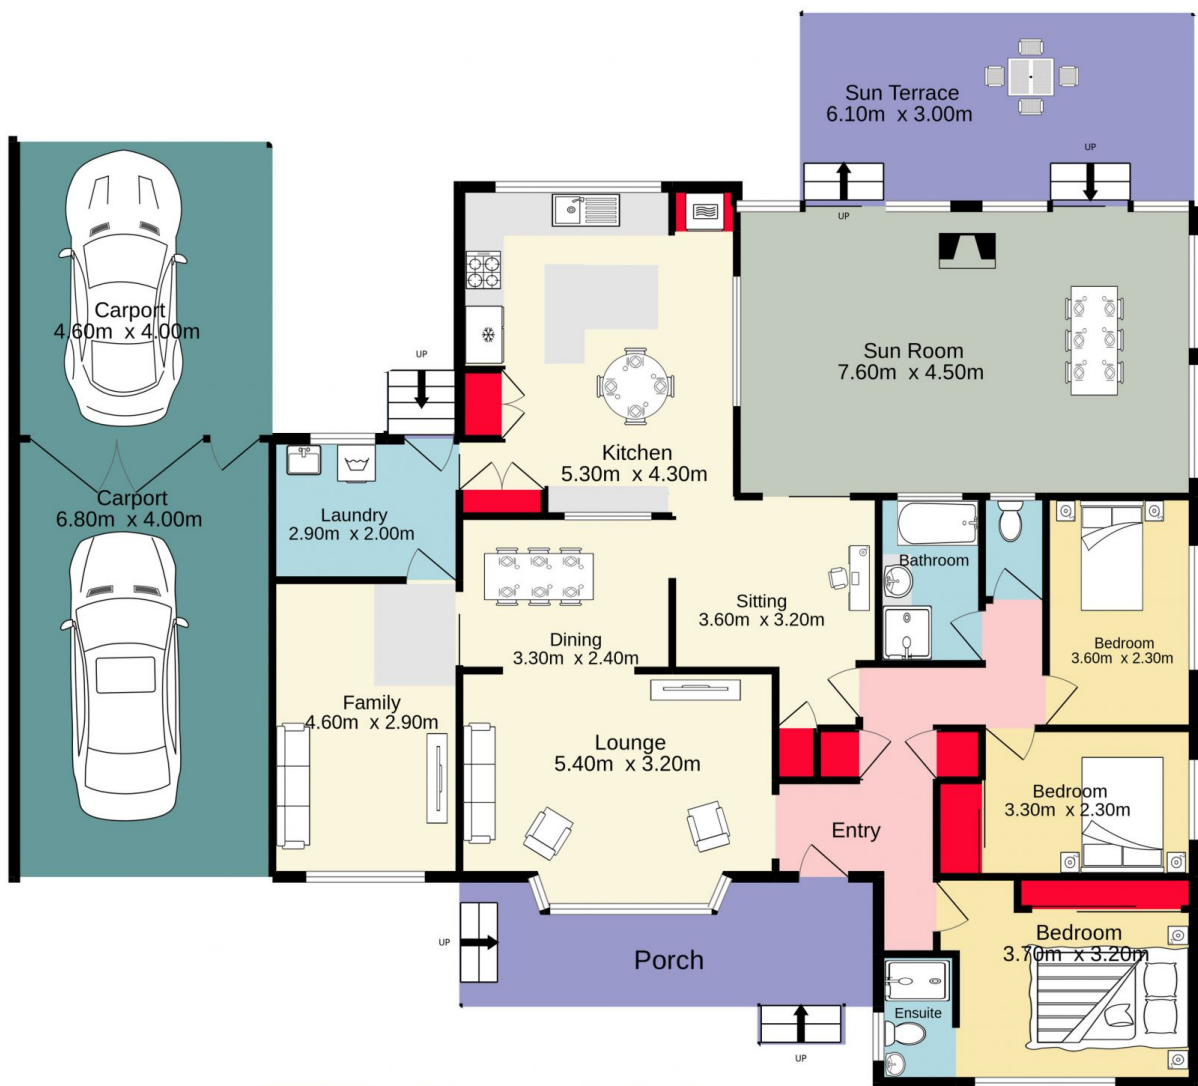 Sun Terrace
6.10m x 3.00m
UP
UP
UP
Carport
4.60m x 4.00m
Sun Room
7.60m x 4.50m
Kitchen
5.30m x 4.30m
Carport
6.80m x 4.00m
Laundry
2.90m x 2.00m
Bathroom
Sitting
3.60m x 3.20m
Dining
3.30m x 2.40m
Bedroom
3.60m x 2.30m
Family
4.60m x 2.90m
Lounge
5.40m x 3.20m
Bedroom
3.30m x 2.30m
Entry
UP
Porch
Bedroom
3.70m x 3.20m
Ensuite
UP